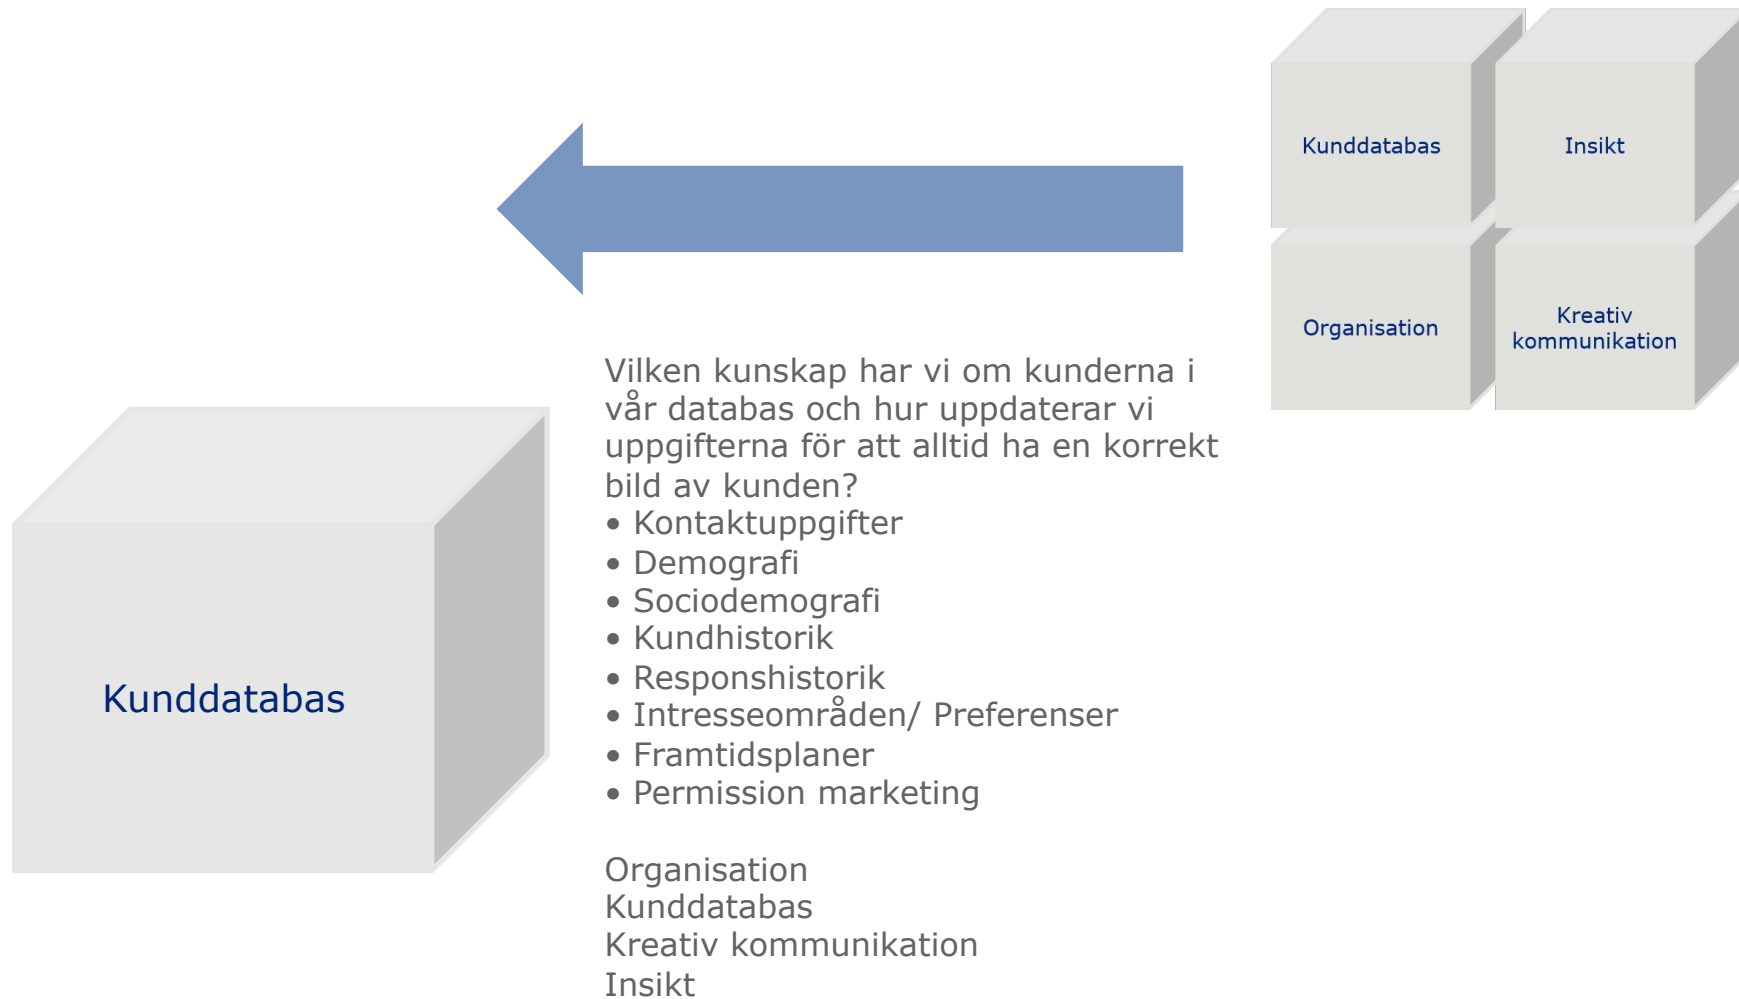 Kunddatabas
Insikt
Organisation
Kreativ
kommunikation
Vilken kunskap har vi om kunderna i
vår databas och hur uppdaterar vi
uppgifterna för att alltid ha en korrekt
bild av kunden?
• Kontaktuppgifter
• Demografi
• Sociodemografi
• Kundhistorik
• Responshistorik
• Intresseområden/ Preferenser
• Framtidsplaner
• Permission marketing
Kunddatabas
Organisation
Kunddatabas
Kreativ kommunikation
Insikt